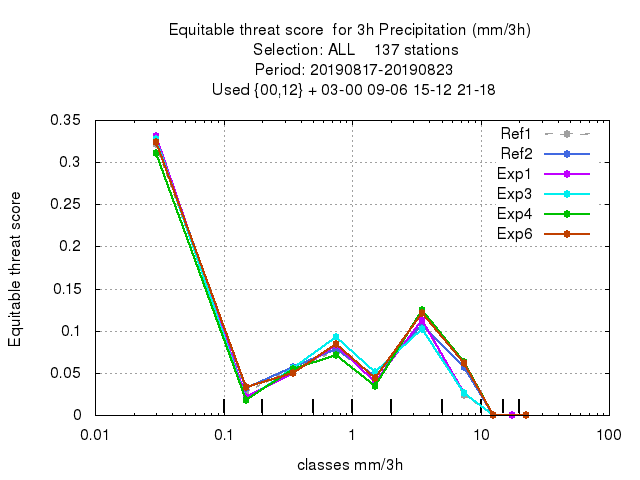 Equitable threat score  for 3h Precipitation (mm/3h)
Selection: ALL    137 stations
Period: 20190817-20190823
Used {00,12} + 03-00 09-06 15-12 21-18
Equitable threat score
0.35
0.3
0.25
0.2
0.15
0.1
0.05
0
Ref1
Ref2
Exp1
Exp3
Exp4
Exp6
0.01 0.1 1 10 100
classes mm/3h